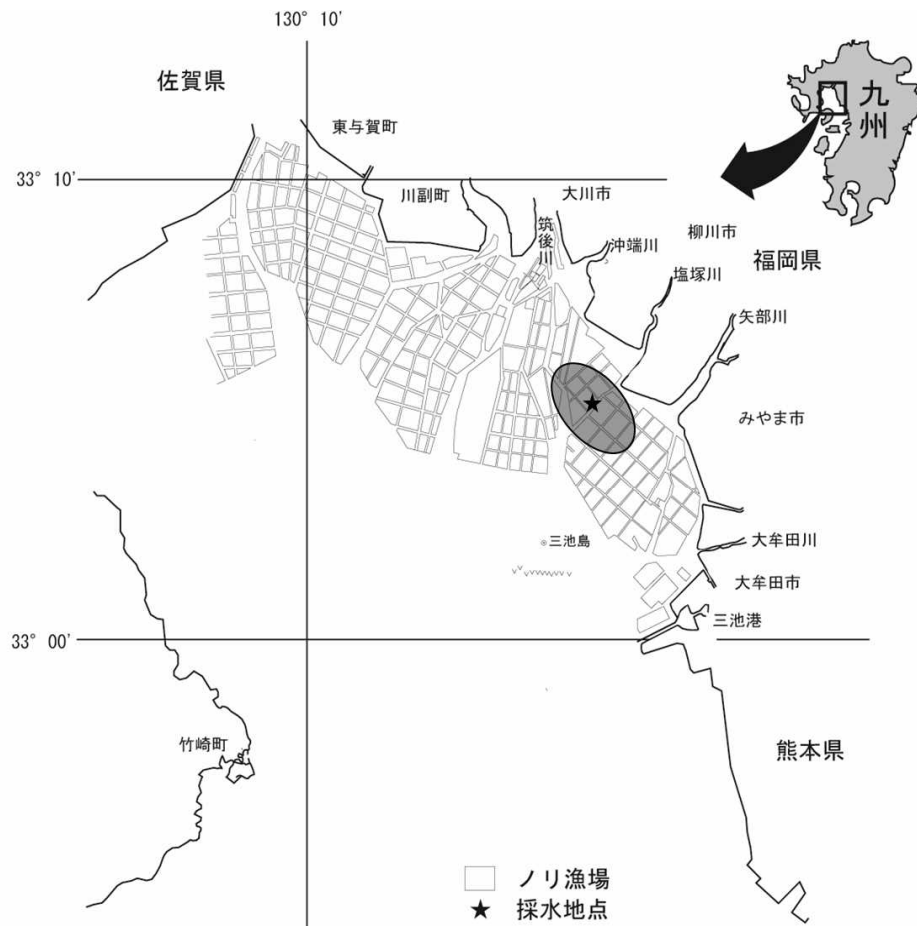 130° 10'
佐賀県
九州
東与賀町
33° 10'
川副町
大川市
筑後川
沖端川
柳川市
福岡県
塩塚川
矢部川
みやま市
三池島
大牟田川
大牟田市
三池港
33° 00'
竹崎町
熊本県
ノリ漁場
採水地点